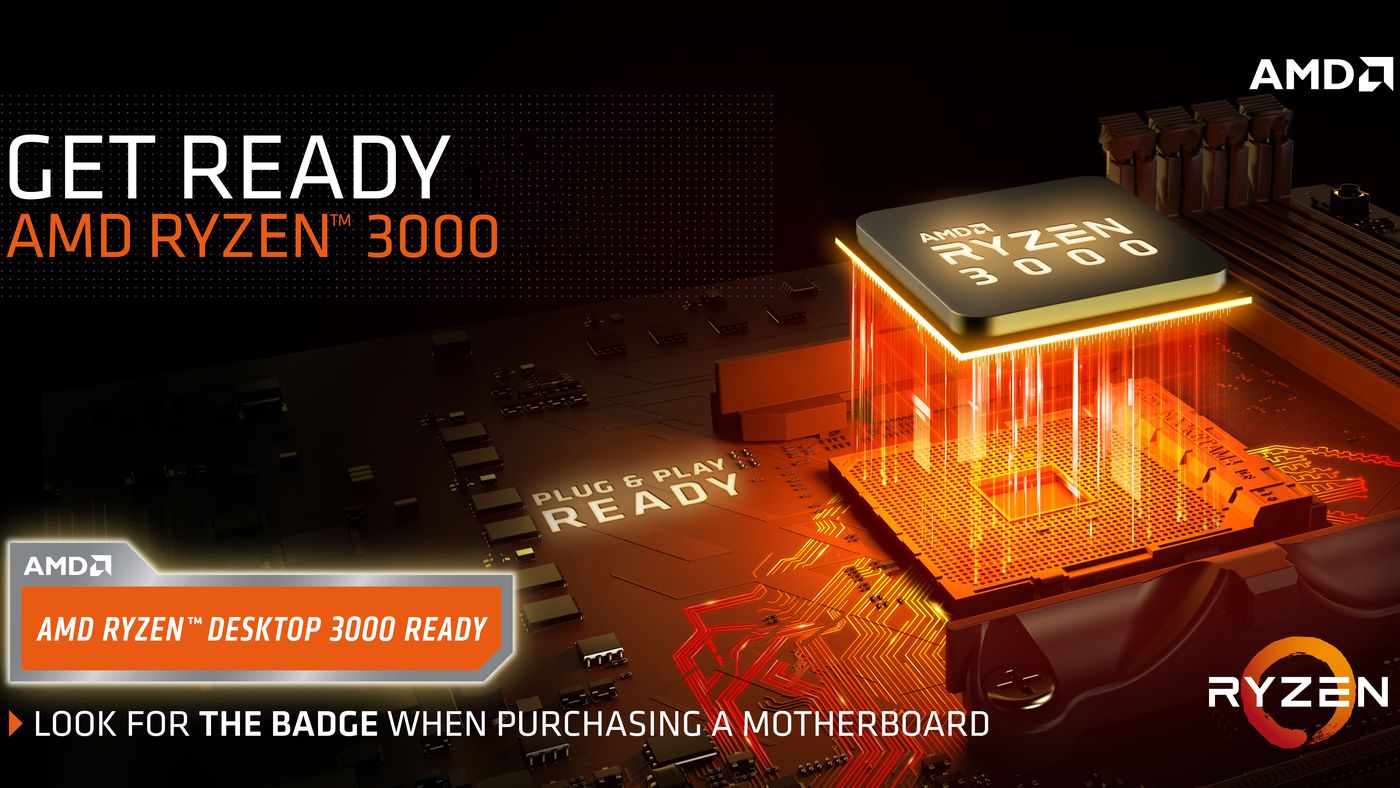 AMD
GET READY
AMD RYZEN™ 3000
AMD
RYZEN
3000
PLUG & PLAY
READY
AMD
AMD RYZEN™ DESKTOP 3000 READY
LOOK FOR THE BADGE WHEN PURCHASING A MOTHERBOARD
RYZEN